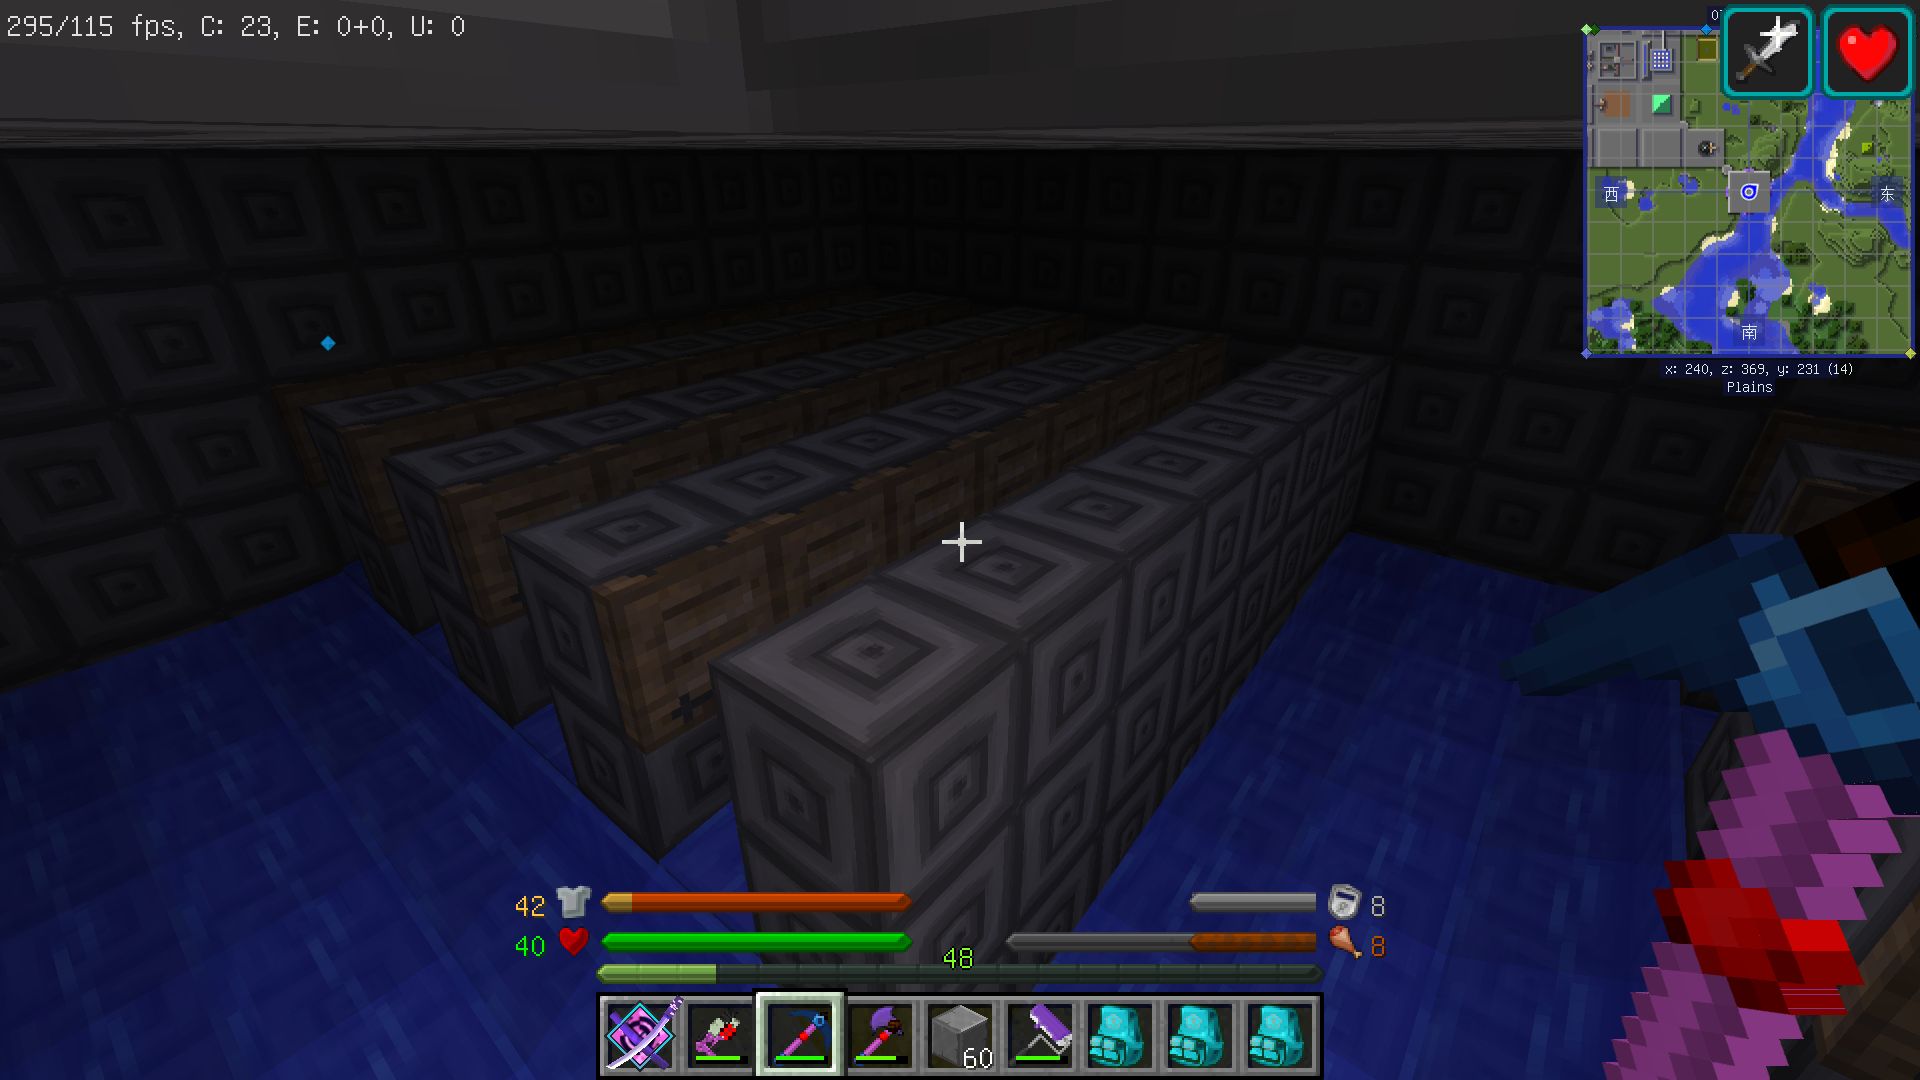 295/115 fps, C: 23, E: 0+0, U: 0
西
东
南
x: 240, z: 369, y: 231 (14)
Plains
42
8
40
48
8
60